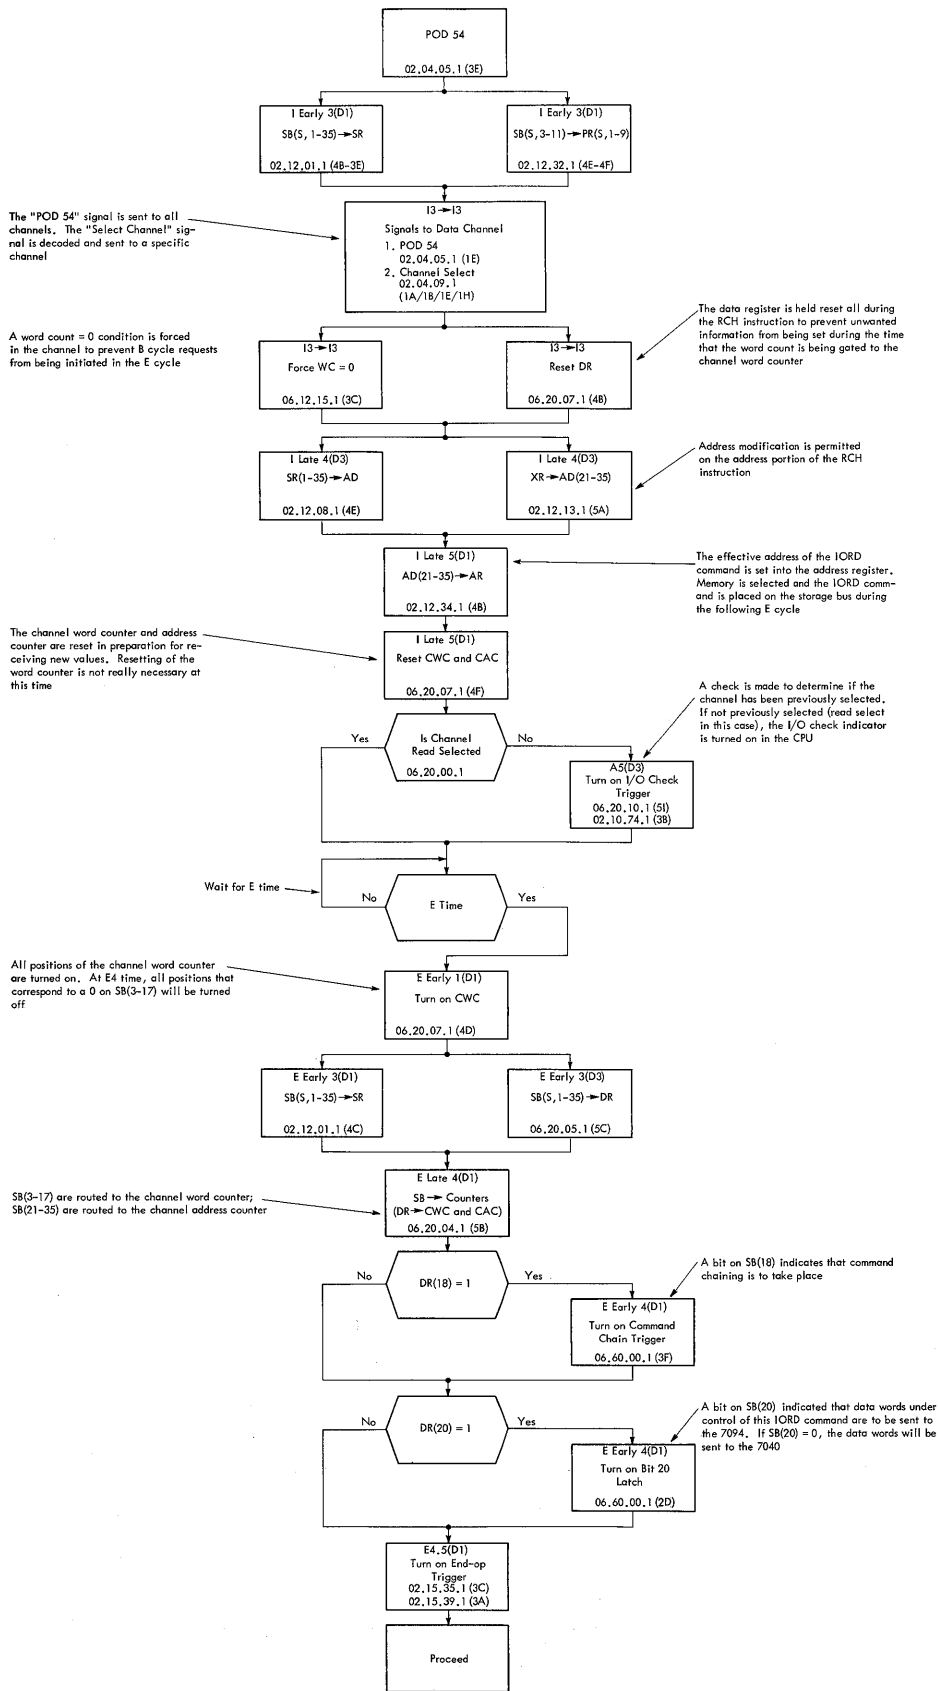 POD 54
02.04.05.1 (3E)
I Early 3(D1)
SB(S, 1-35)→SR
02.12.01.1 (4B-3E)
I Early 3(D1)
SB(S, 3-11)→PR(S, 1-9)
02.12.32.1 (4E-4F)
The "POD 54" signal is sent to all
channels. The "Select Channel" sig-
nal is decoded and sent to a specific
channel
I3→I3
Signals to Data Channel
1. POD 54
02.04.05.1 (1E)
2. Channel Select
02.04.09.1
(1A/1B/1E/1H)
The data register is held reset all during
the RCH instruction to prevent unwanted
information from being set during the time
that the word count is being gated to the
channel word counter
A word count = 0 condition is forced
in the channel to prevent B cycle requests
from being initiated in the E cycle
I3→I3
Force WC = 0
06.12.15.1 (3C)
I3→I3
Reset DR
06.20.07.1 (4B)
I Late 4(D3)
SR(1-35)→AD
02.12.08.1 (4E)
I Late 4(D3)
XR→AD(21-35)
02.12.13.1 (5A)
Address modification is permitted
on the address portion of the RCH
instruction
I Late 5(D1)
AD(21-35)→AR
02.12.34.1 (4B)
The effective address of the IORD
command is set into the address register.
Memory is selected and the IORD comm-
and is placed on the storage bus during
the following E cycle
The channel word counter and address
counter are reset in preparation for re-
ceiving new values. Resetting of the
word counter is not really necessary at
this time
I Late 5(D1)
Reset CWC and CAC
06.20.07.1 (4F)
A check is made to determine if the
channel has been previously selected.
If not previously selected (read select
in this case), the I/O check indicator
is turned on in the CPU
Yes
Is Channel
Read Selected
06.20.00.1
No
A5(D3)
Turn on I/O Check
Trigger
06.20.10.1 (5I)
02.10.74.1 (3B)
Wait for E time
No
E Time
Yes
All positions of the channel word counter
are turned on. At E4 time, all positions that
correspond to a 0 on SB(3-17) will be turned
off
E Early 1(D1)
Turn on CWC
06.20.07.1 (4D)
E Early 3(D1)
SB(S, 1-35)→SR
02.12.01.1 (4C)
E Early 3(D3)
SB(S, 1-35)→DR
06.20.05.1 (5C)
SB(3-17) are routed to the channel word counter;
SB(21-35) are routed to the channel address counter
E Late 4(D1)
SB→Counters
(DR→CWC and CAC)
06.20.04.1 (5B)
No
DR(18) = 1
Yes
A bit on SB(18) indicates that command
chaining is to take place
E Early 4(D1)
Turn on Command
Chain Trigger
06.60.00.1 (3F)
No
DR(20) = 1
Yes
A bit on SB(20) indicated that data words under
control of this IORD command are to be sent to
the 7094. If SB(20) = 0, the data words will be
sent to the 7040
E Early 4(D1)
Turn on Bit 20
Latch
06.60.00.1 (2D)
E4.5(D1)
Turn on End-op
Trigger
02.15.35.1 (3C)
02.15.39.1 (3A)
Proceed